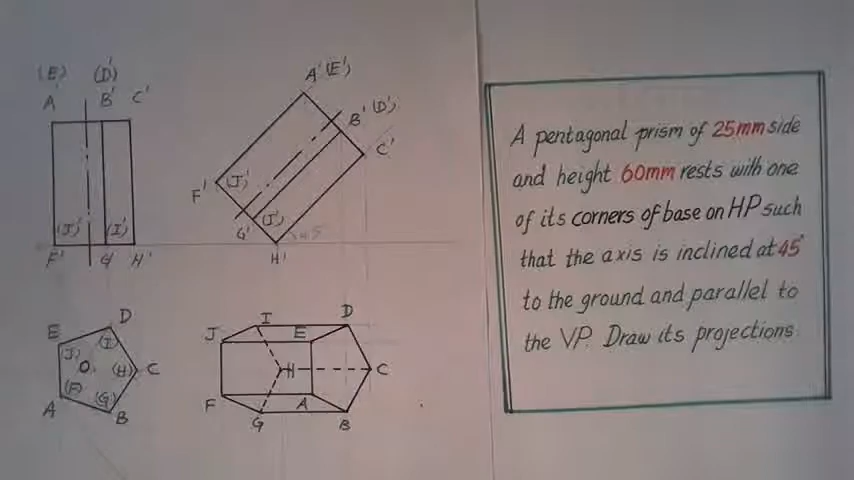 (E) (D')
A' B' C'
(J)' (I')
F' G' H'
A' (E')
B' (D')
C'
F' (J)'
(J')
G'
45
H'
D
E
(I)
(J)
O (H) C
(F)
(G)
A B
I E D
J
H C
F A
G B
A pentagonal prism of 25mm side
and height 60mm rests with one
of its corners of base on HP such
that the axis is inclined at 45°
to the ground and parallel to
the VP. Draw its projections